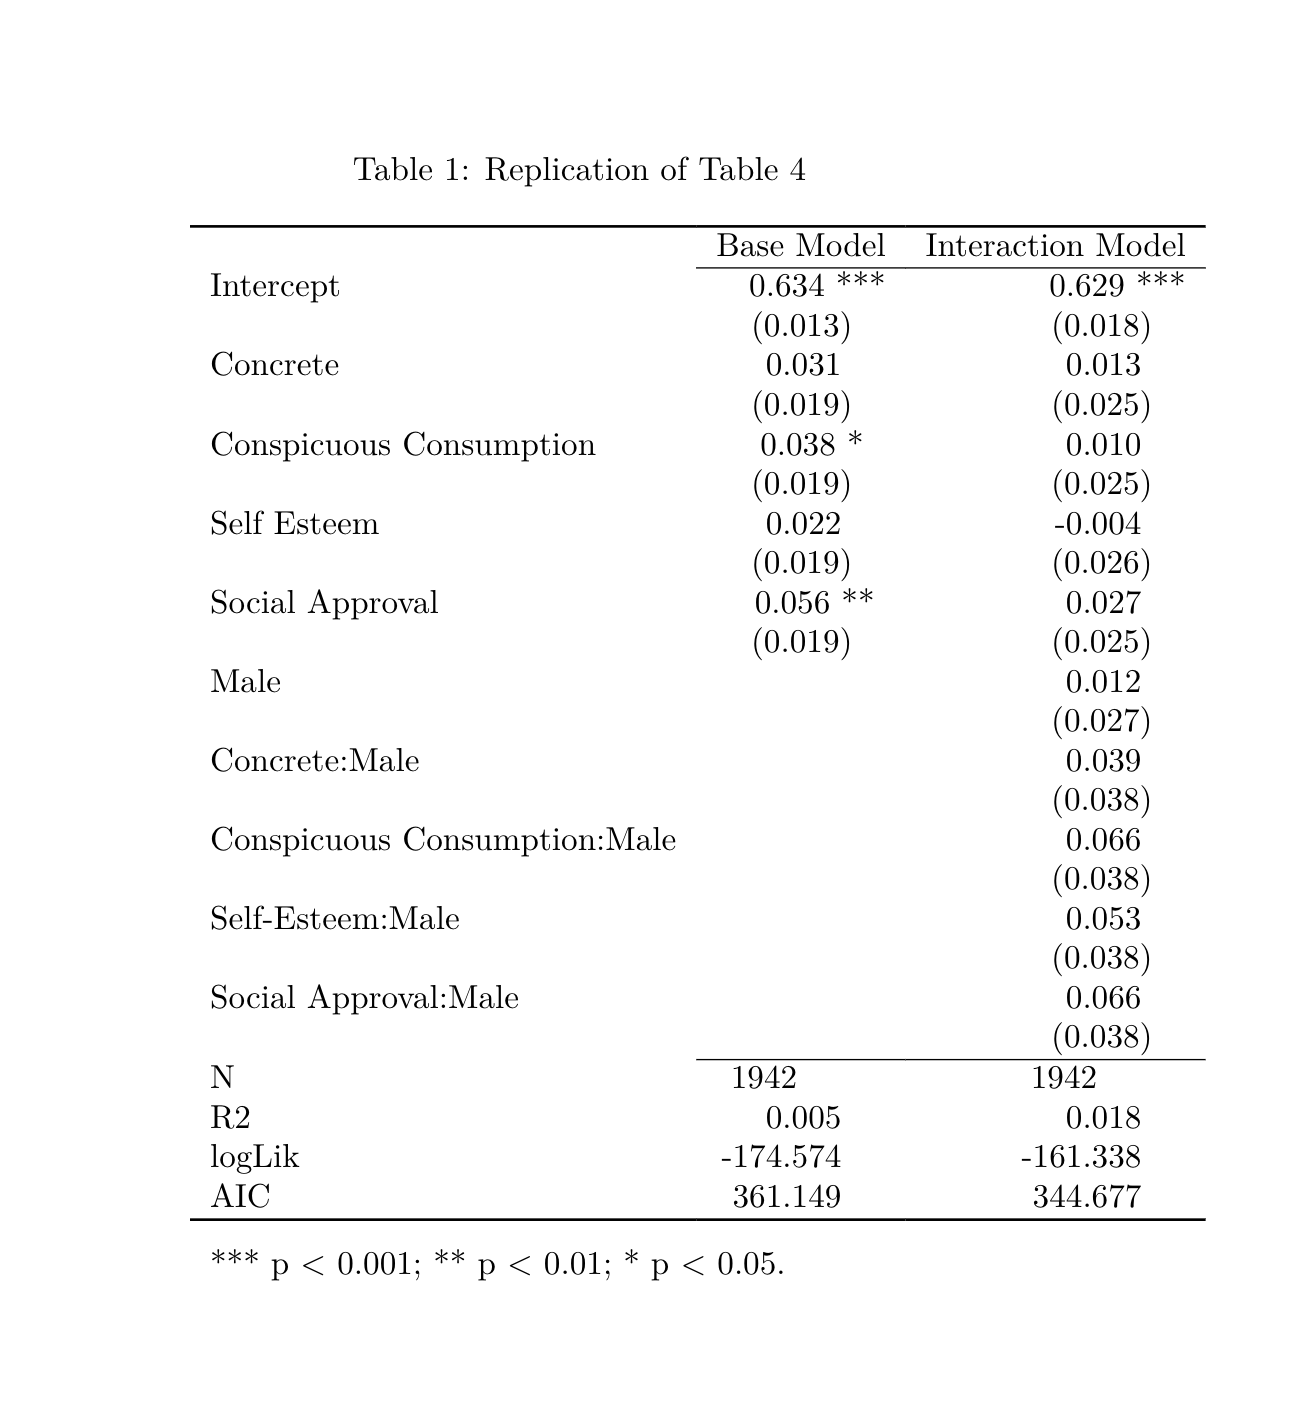 Table 1: Replication of Table 4
Base Model Interaction Model
Intercept 0.634 *** 0.629 ***
(0.013) (0.018)
Concrete 0.031 0.013
(0.019) (0.025)
Conspicuous Consumption 0.038 * 0.010
(0.019) (0.025)
Self Esteem 0.022 -0.004
(0.019) (0.026)
Social Approval 0.056 ** 0.027
(0.019) (0.025)
Male 0.012
(0.027)
Concrete:Male 0.039
(0.038)
Conspicuous Consumption:Male 0.066
(0.038)
Self-Esteem:Male 0.053
(0.038)
Social Approval:Male 0.066
(0.038)
N 1942 1942
R2 0.005 0.018
logLik -174.574 -161.338
AIC 361.149 344.677
*** p < 0.001; ** p < 0.01; * p < 0.05.